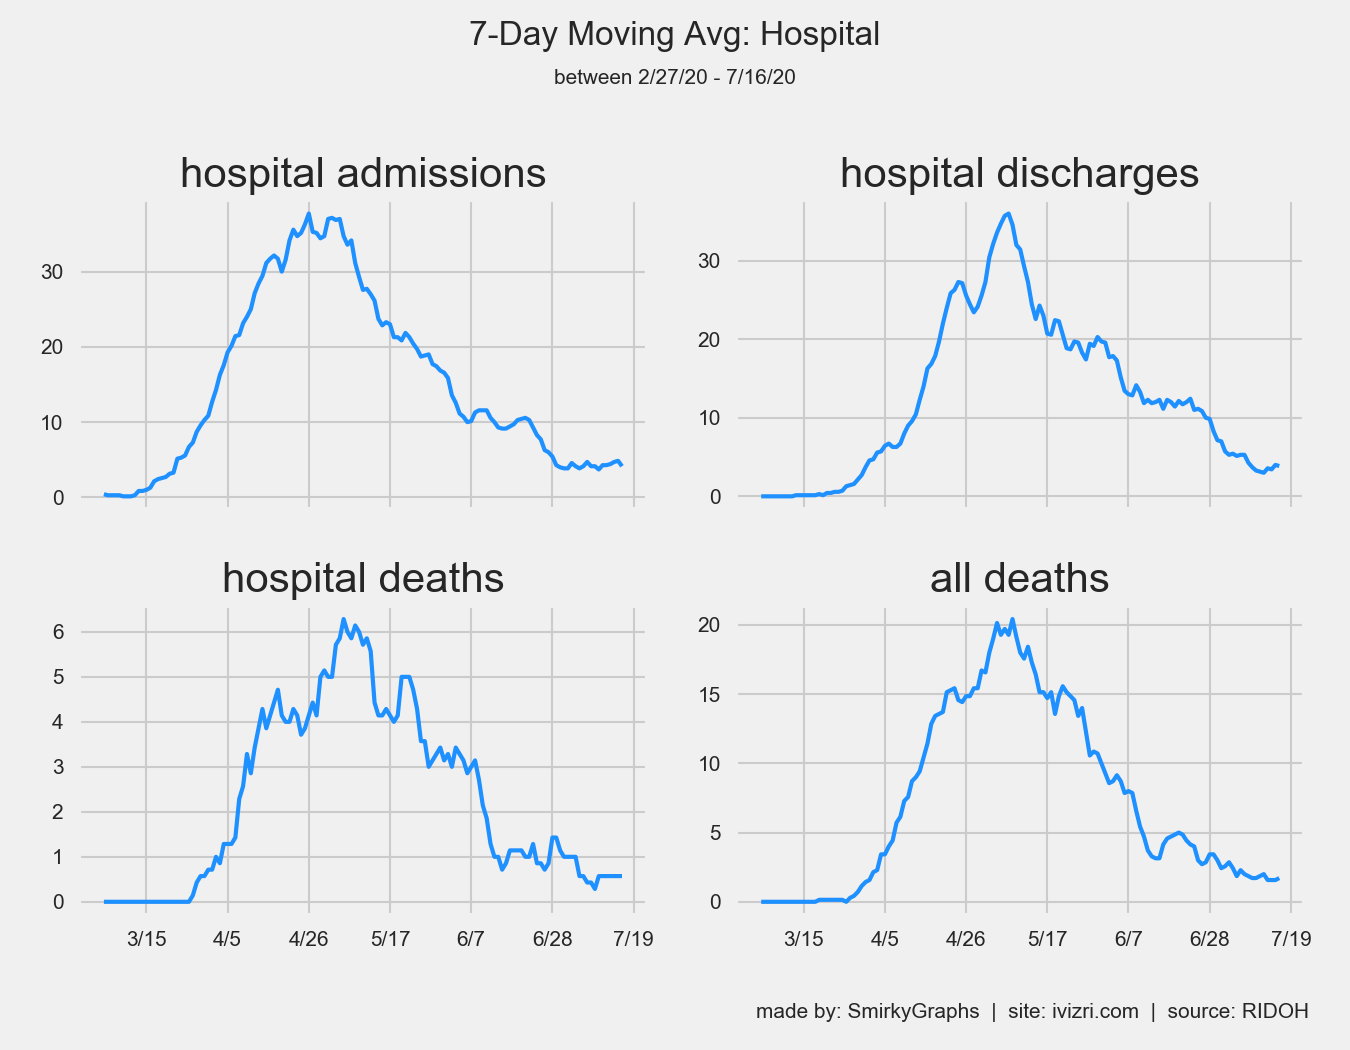 7-Day Moving Avg: Hospital
between 2/27/20 - 7/16/20
hospital admissions
30
20
10
0
hospital discharges
30
20
10
0
hospital deaths
6
5
4
3
2
1
0
3/15 4/5 4/26 5/17 6/7 6/28 7/19
all deaths
20
15
10
5
0
3/15 4/5 4/26 5/17 6/7 6/28 7/19
made by: SmirkyGraphs | site: ivizri.com | source: RIDOH